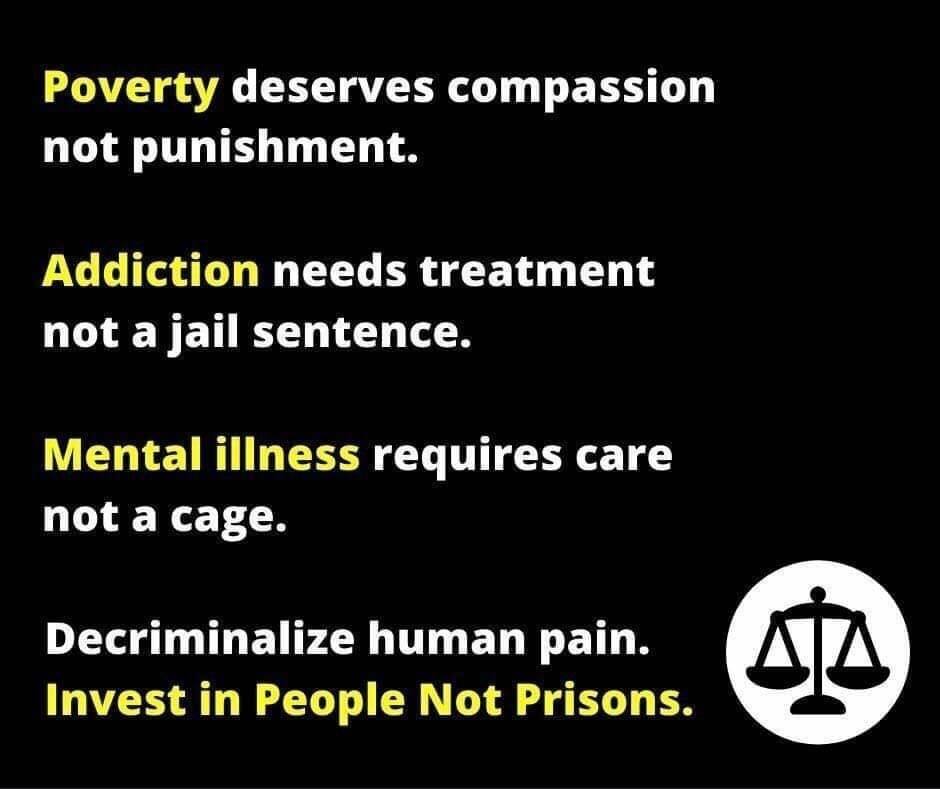 Poverty deserves compassion
not punishment.
Addiction needs treatment
not a jail sentence.
Mental illness requires care
not a cage.
Decriminalize human pain.
Invest in People Not Prisons.